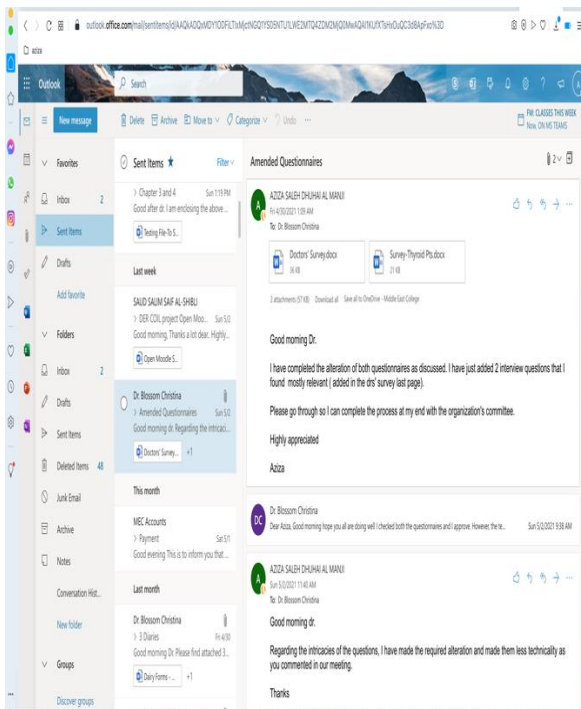 outlook.office.com/mail/sentitems/id/
aziza
Outlook
Search
New message
Delete Archive Move to Categorize Undo
FW: CLASSES THIS WEEK
Now, ON MS TEAMS
Favorites
Inbox 2
Sent Items
Drafts
Add favorite
Folders
Inbox 2
Drafts
Sent Items
Deleted Items 48
Junk Email
Archive
Notes
Conversation Hist...
New folder
Groups
Discover groups
Sent Items ★ Filter
> Chapter 3 and 4 Sun 1:19 PM
Good after dr. I am enclosing the above ...
Testing File-To S...
Last week
SAUD SALIM SAIF AL-SHIBLI
> DER COIL project Open Moo... Sun 5/2
Good morning, Thanks a lot dear. Highly...
Open Moodle S...
Dr. Blossom Christina
> Amended Questionnaires Sun 5/2
Good morning dr. Regarding the intricaci...
Doctors' Survey... +1
This month
MEC Accounts
> Payment Sat 5/1
Good evening This is to inform you that ...
Last month
Dr. Blossom Christina
> 3 Diaries Fri 4/30
Good morning Dr. Please find attached 3...
Dairy Forms - ... +1
Amended Questionnaires 2
A AZIZA SALEH DHUHAI AL MANJI
Fri 4/30/2021 1:09 AM
To: Dr. Blossom Christina
Doctors' Survey.docx
36 KB
Survey-Thyroid Pts.docx
21 KB
2 attachments (57 KB) Download all Save all to OneDrive - Middle East College
Good morning Dr.
I have completed the alteration of both questionnaires as discussed. I have just added 2 interview questions that I
found mostly relevant ( added in the drs' survey last page).
Please go through so I can complete the process at my end with the organization's committee.
Highly appreciated
Aziza
DC Dr. Blossom Christina
Dear Aziza, Good morning hope you all are doing well I checked both the questionnaires and I approve. However, the te... Sun 5/2/2021 9:38 AM
A AZIZA SALEH DHUHAI AL MANJI
Sun 5/2/2021 11:40 AM
To: Dr. Blossom Christina
Good morning dr.
Regarding the intricacies of the questions, I have made the required alteration and made them less technicality as
you commented in our meeting.
Thanks